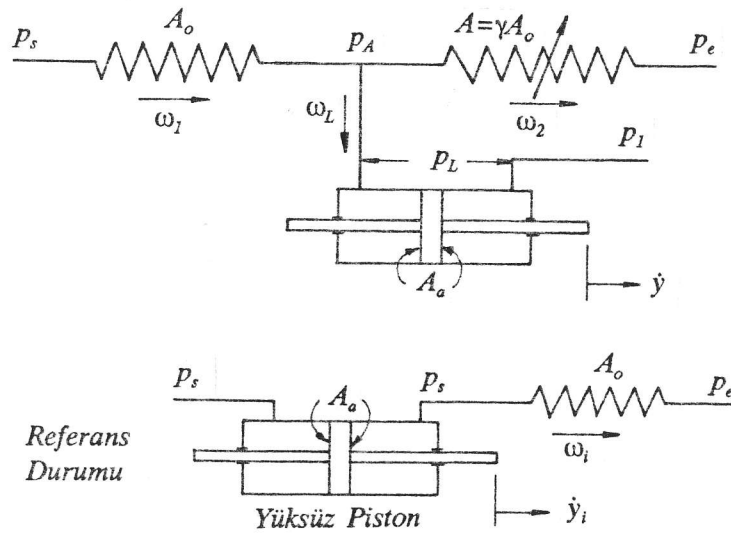 p_s A_o p_A A=γA_o p_e
ω_1 ω_L ω_2
p_L p_1
A_a ẏ
p_s A_a p_s A_o p_e
Referans
Durumu
ω_i
ẏ_i
Yüksüz Piston